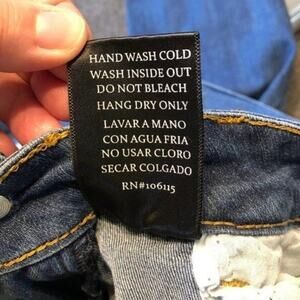 HAND WASH COLD
WASH INSIDE OUT
DO NOT BLEACH
HANG DRY ONLY
LAVAR A MANO
CON AGUA FRIA
NO USAR CLORO
SECAR COLGADO
RN#106115